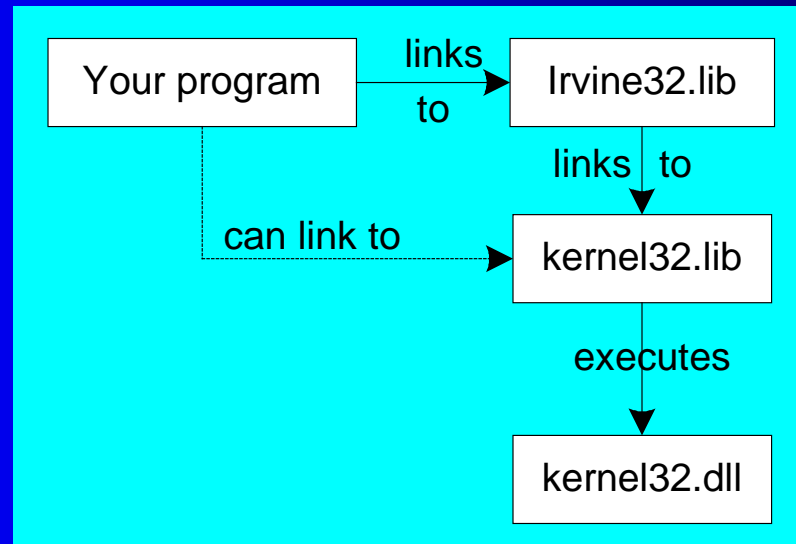 Your program
links
to
Irvine32.lib
links to
can link to
kernel32.lib
executes
kernel32.dll